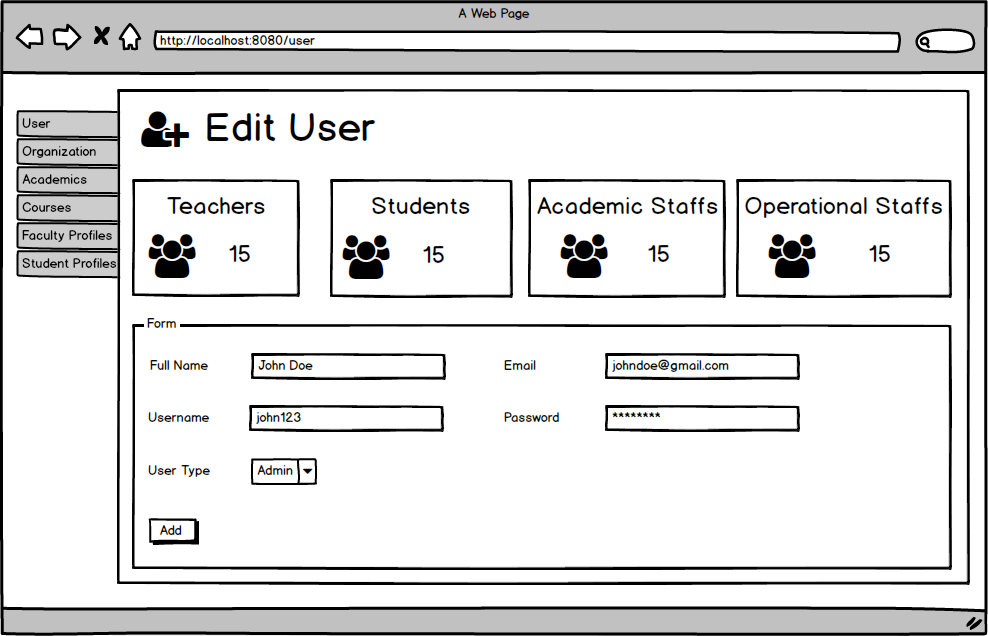 A Web Page
http://localhost:8080/user
User
Organization
Academics
Courses
Faculty Profiles
Student Profiles
Edit User
Teachers
15
Students
15
Academic Staffs
15
Operational Staffs
15
Form
Full Name
John Doe
Email
johndoe@gmail.com
Username
john123
Password
********
User Type
Admin
Add